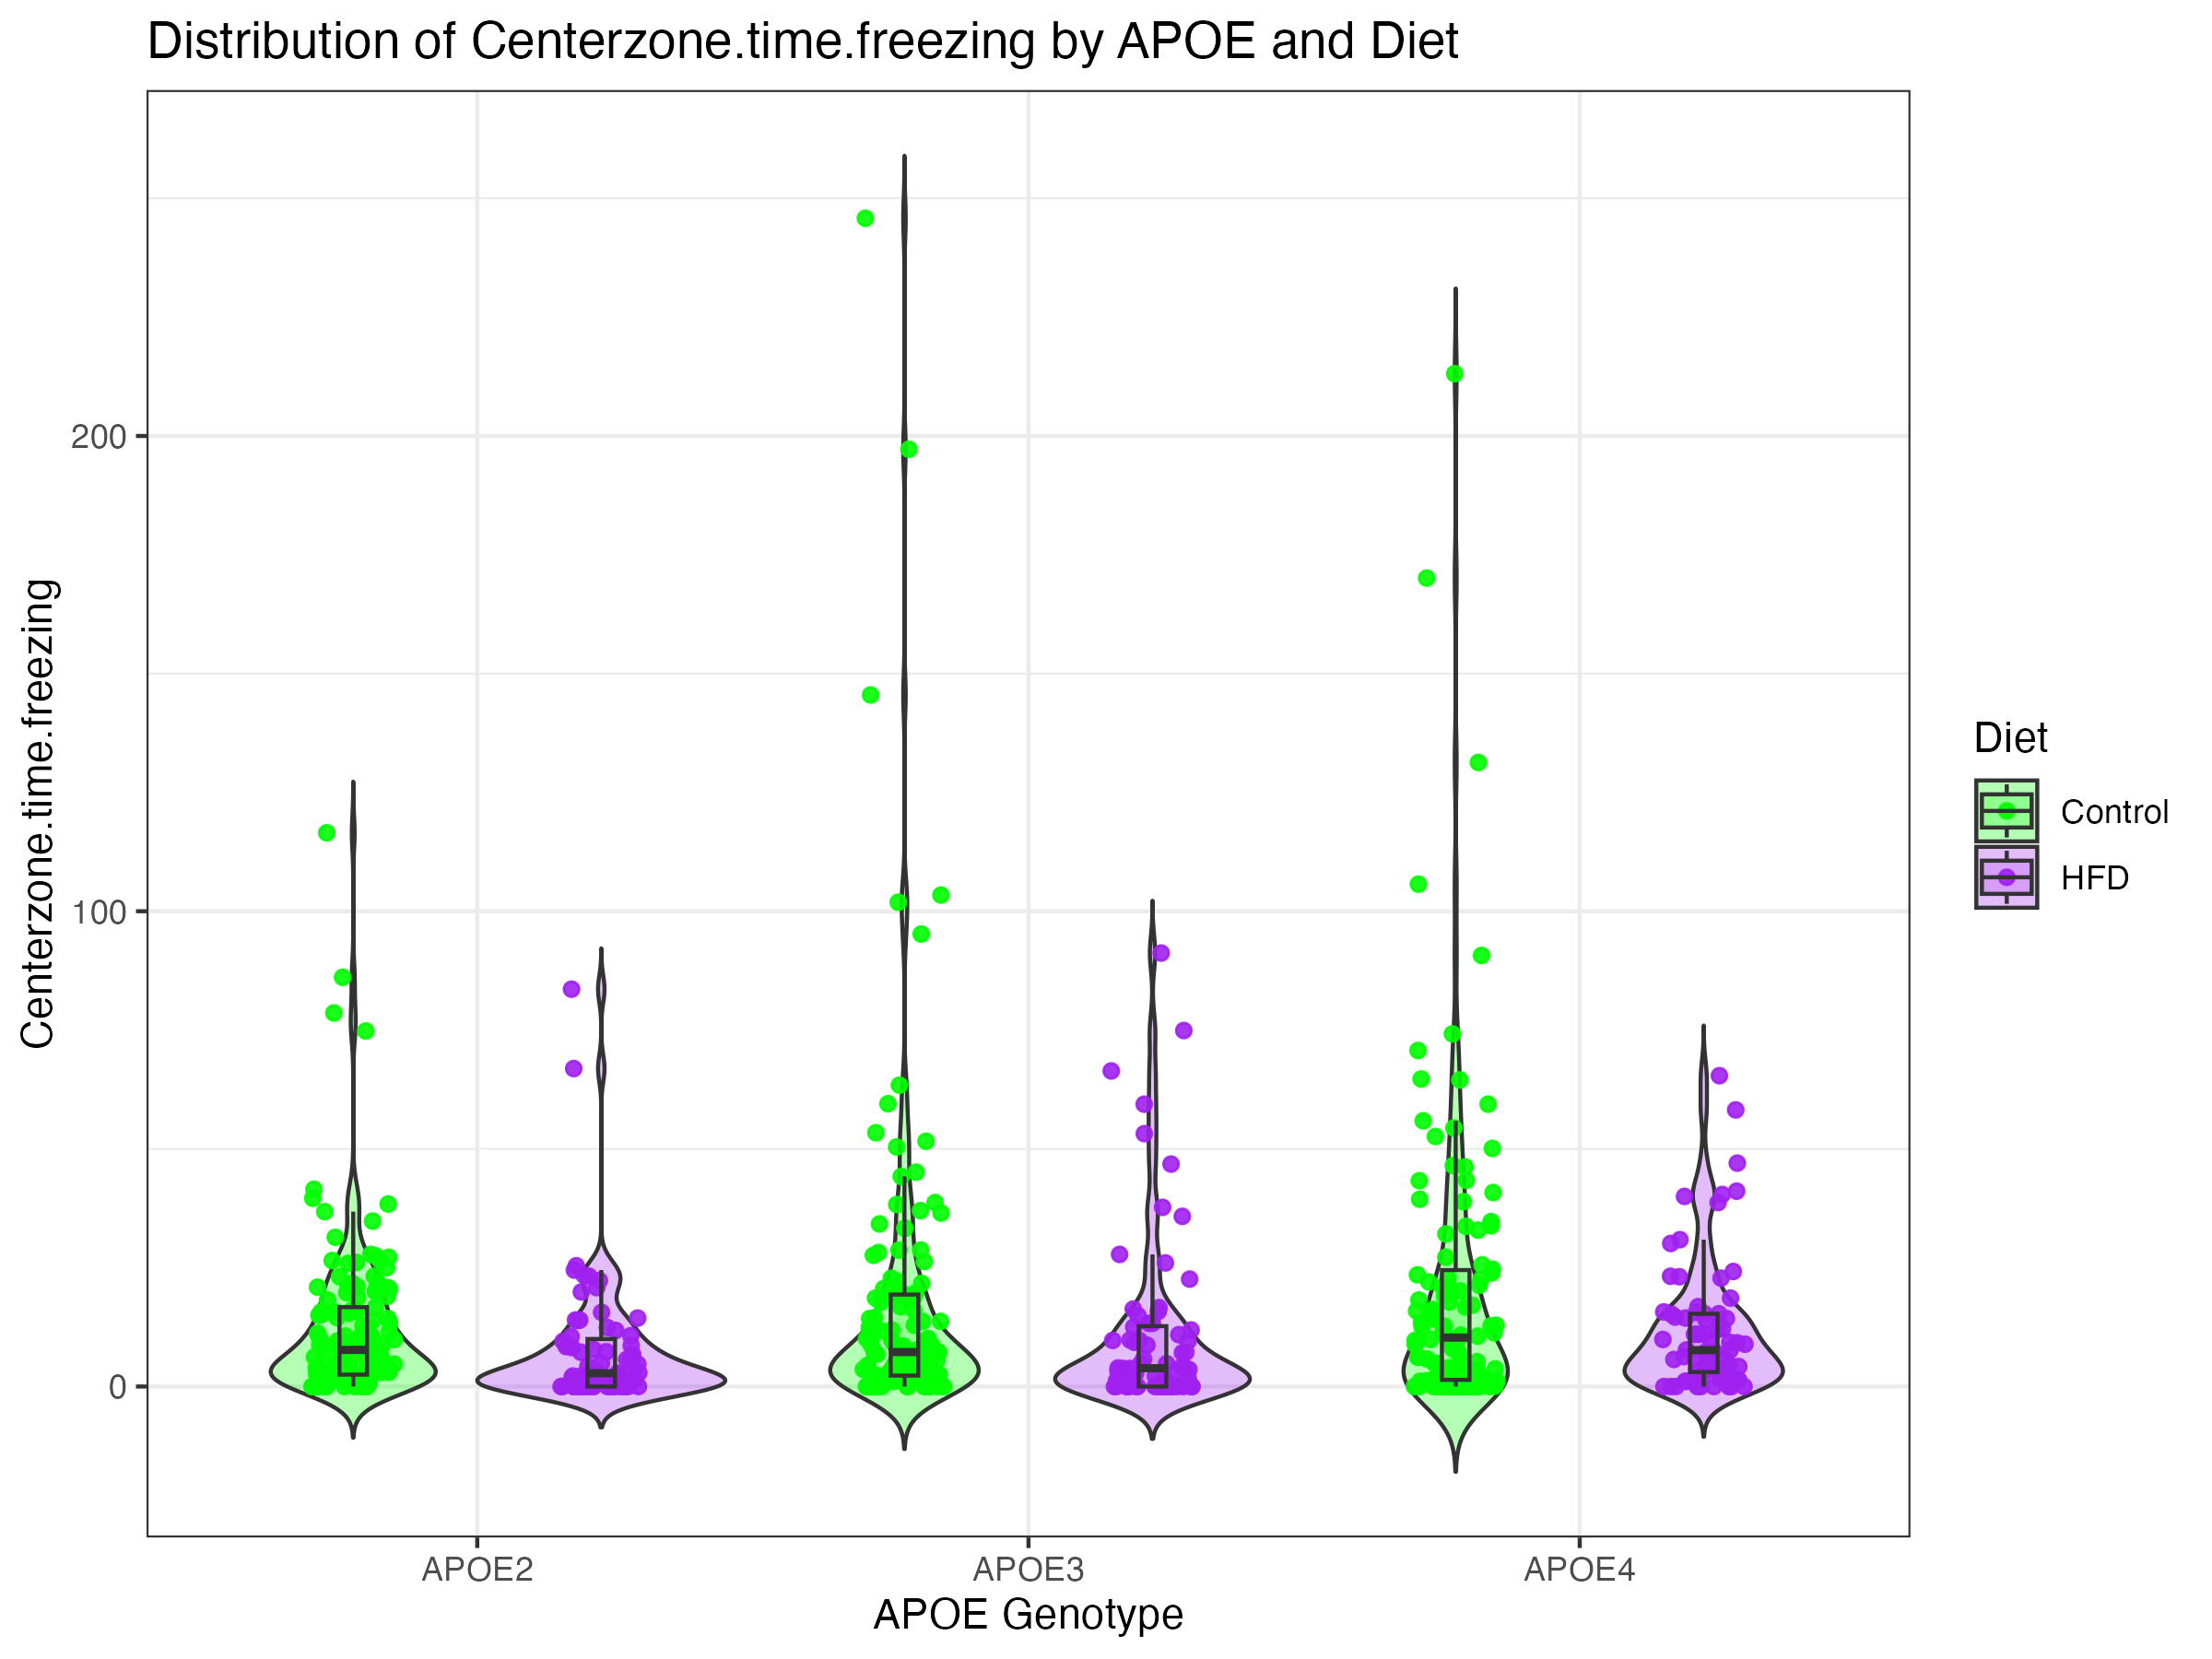 Distribution of Centerzone.time.freezing by APOE and Diet
Centerzone.time.freezing
200
100
0
APOE2
APOE3
APOE4
APOE Genotype
Diet
Control
HFD